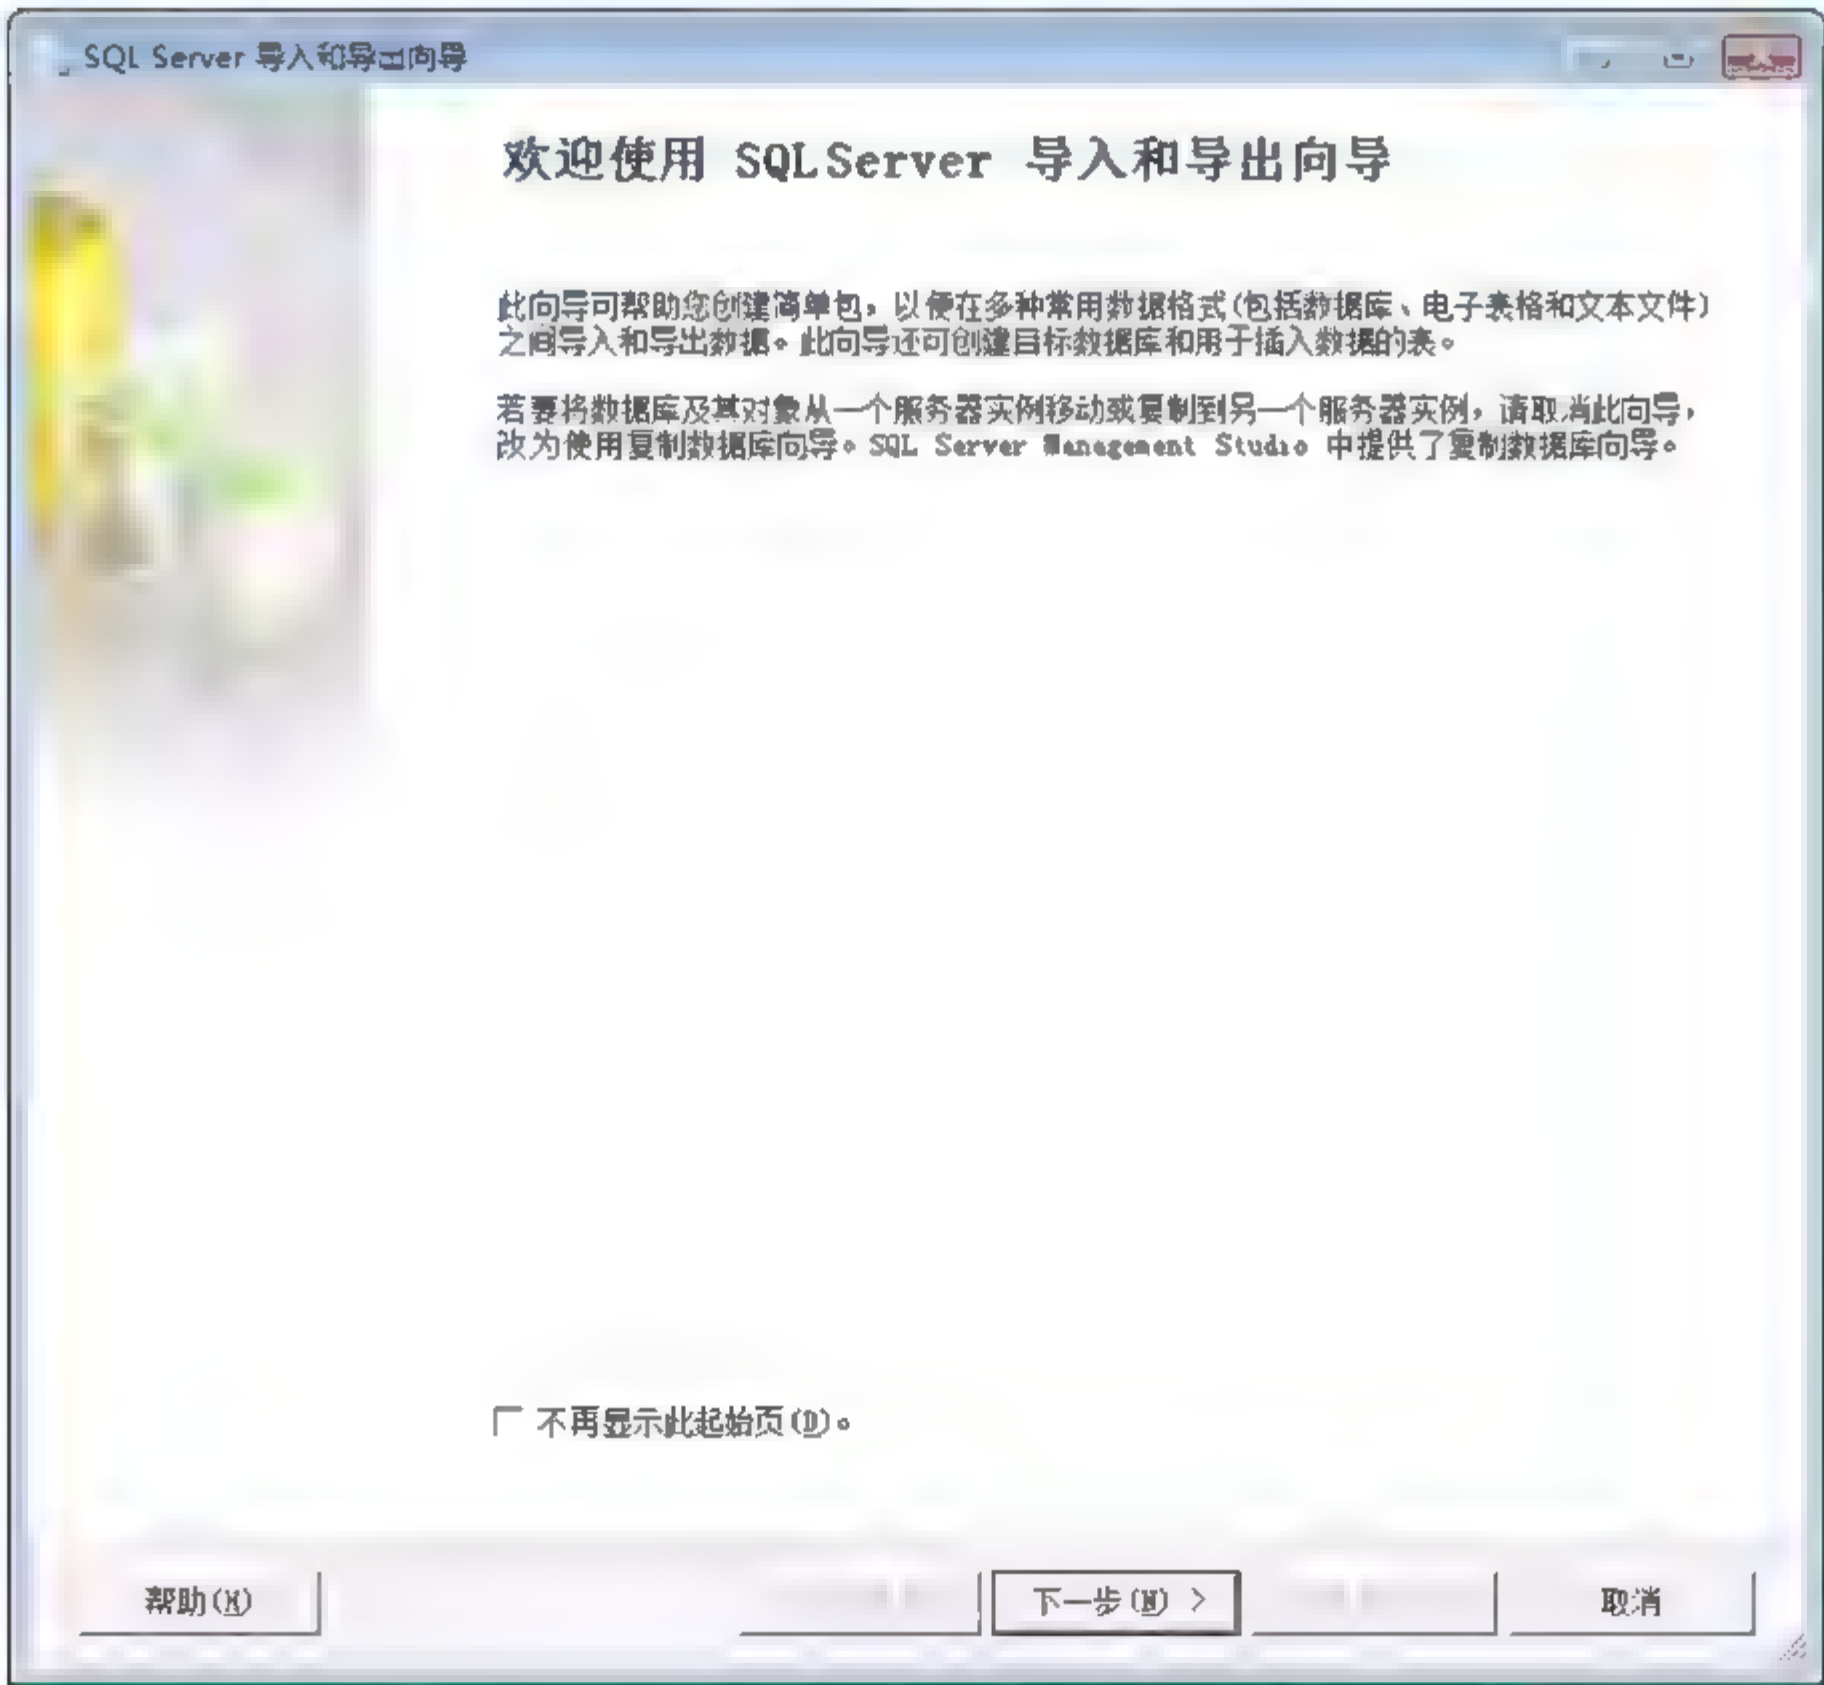 SQL Server 导入和导出向导
欢迎使用 SQLServer 导入和导出向导
此向导可帮助您创建简单包，以便在多种常用数据格式(包括数据库、电子表格和文本文件)
之间导入和导出数据。此向导还可创建目标数据库和用于插入数据的表。
若要将数据库及其对象从一个服务器实例移动或复制到另一个服务器实例，请取消此向导，
改为使用复制数据库向导。SQL Server Management Studio 中提供了复制数据库向导。
不再显示此起始页(D)。
帮助(H) 下一步(N) > 取消